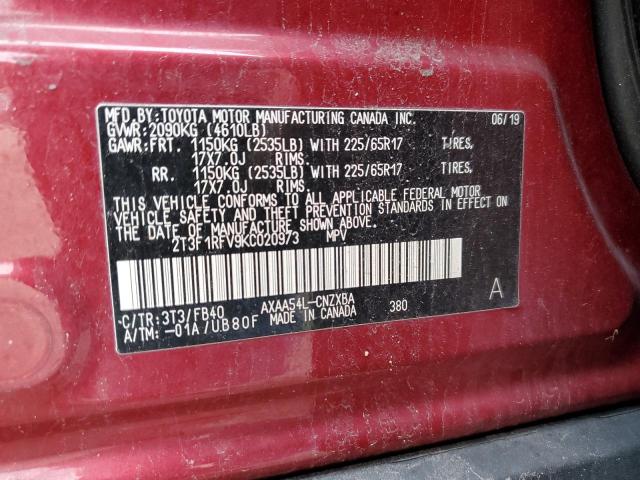 MFD.BY: TOYOTA MOTOR MANUFACTURING CANADA INC. 06/19
GVWR: 2090KG (4610LB)
GAWR: FRT. 1150KG (2535LB) WITH 225/65R17 TIRES,
17X7.0J RIMS.
RR. 1150KG (2535LB) WITH 225/65R17 TIRES,
17X7.0J RIMS.
THIS VEHICLE CONFORMS TO ALL APPLICABLE FEDERAL MOTOR
VEHICLE SAFETY AND THEFT PREVENTION STANDARDS IN EFFECT ON
THE DATE OF MANUFACTURE SHOWN ABOVE.
2T3F1RFV9KC020973 MPV
C/TR: 3T3/FB40 AXAA54L-CNZXBA 380 A
A/TM: -01A/UB80F MADE IN CANADA